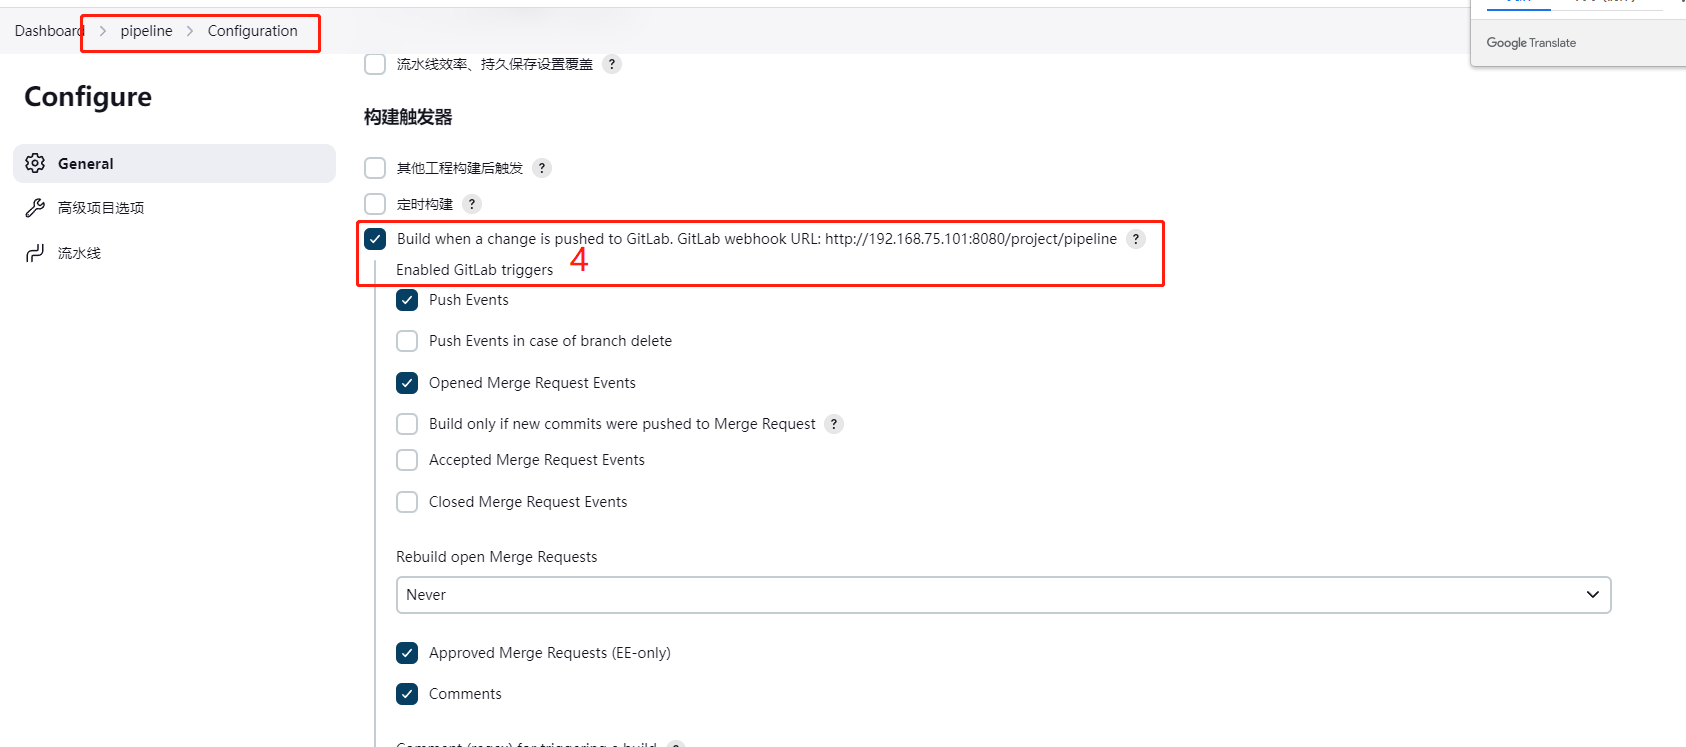 Dashboard
pipeline
Configuration
Google Translate
流水线效率、持久保存设置覆盖 ?
Configure
构建触发器
General
其他工程构建后触发 ?
高级项目选项
定时构建 ?
Build when a change is pushed to GitLab. GitLab webhook URL: http://192.168.75.101:8080/project/pipeline ?
流水线
4
Enabled GitLab triggers
Push Events
Push Events in case of branch delete
Opened Merge Request Events
Build only if new commits were pushed to Merge Request ?
Accepted Merge Request Events
Closed Merge Request Events
Rebuild open Merge Requests
Never
Approved Merge Requests (EE-only)
Comments
Comment (regex) for triggering a build ?